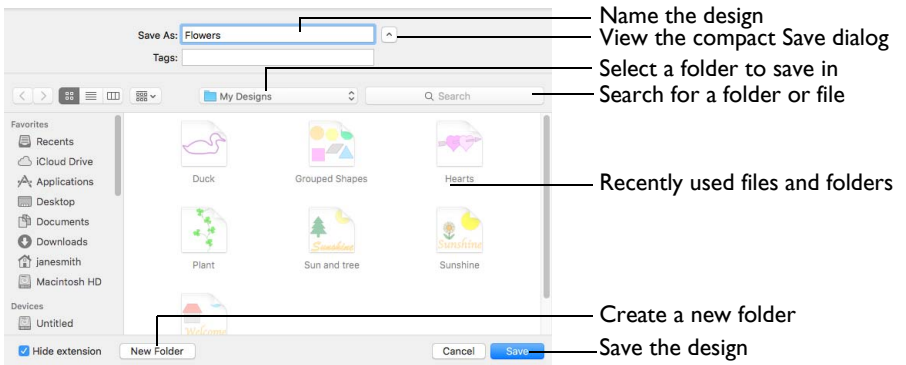 Name the design
Save As: Flowers
View the compact Save dialog
Tags:
Select a folder to save in
My Designs
Search
Search for a folder or file
Favorites
Recents
iCloud Drive
Applications
Desktop
Documents
Downloads
janesmith
Macintosh HD
Devices
Untitled
Duck
Grouped Shapes
Hearts
Recently used files and folders
Plant
Sunshine
Sun and tree
Sunshine
Sunshine
Welcome
Create a new folder
Hide extension
New Folder
Cancel
Save
Save the design